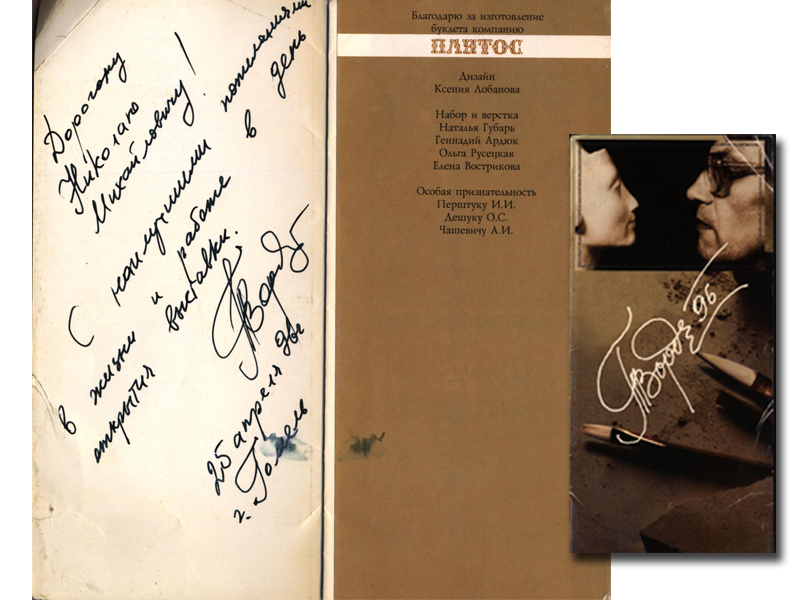 Дорогому
Николаю
Михайловичу!
С наилучшими пожеланиями
в жизни и работе в день
открытия выставки.
25 апреля 96г
г. Гомель
Благодарю за изготовление
буклета компанию
ПЛАТОС
Дизайн
Ксения Лобанова
Набор и верстка
Наталья Губарь
Геннадий Ардюк
Ольга Русецкая
Елена Вострикова
Особая признательность
Перштуку И.И.
Дешуку О.С.
Чашевичу А.И.
96